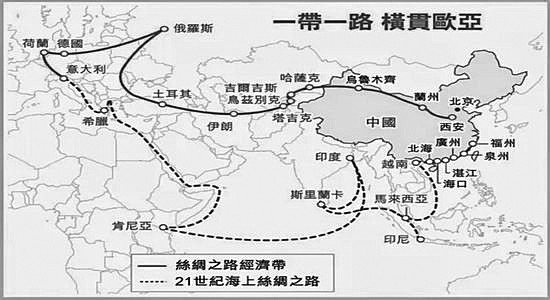 一帶一路 橫貫歐亞
俄羅斯
荷蘭
德國
意大利
哈薩克
吉爾吉斯
烏魯木齊
土耳其
烏茲別克
蘭州
北京
希臘
伊朗
塔吉克
中國
西安
廣州
福州
北海
泉州
印度
越南
湛江
海口
斯里蘭卡
馬來西亞
肯尼亞
印尼
絲綢之路經濟帶
21世紀海上絲綢之路